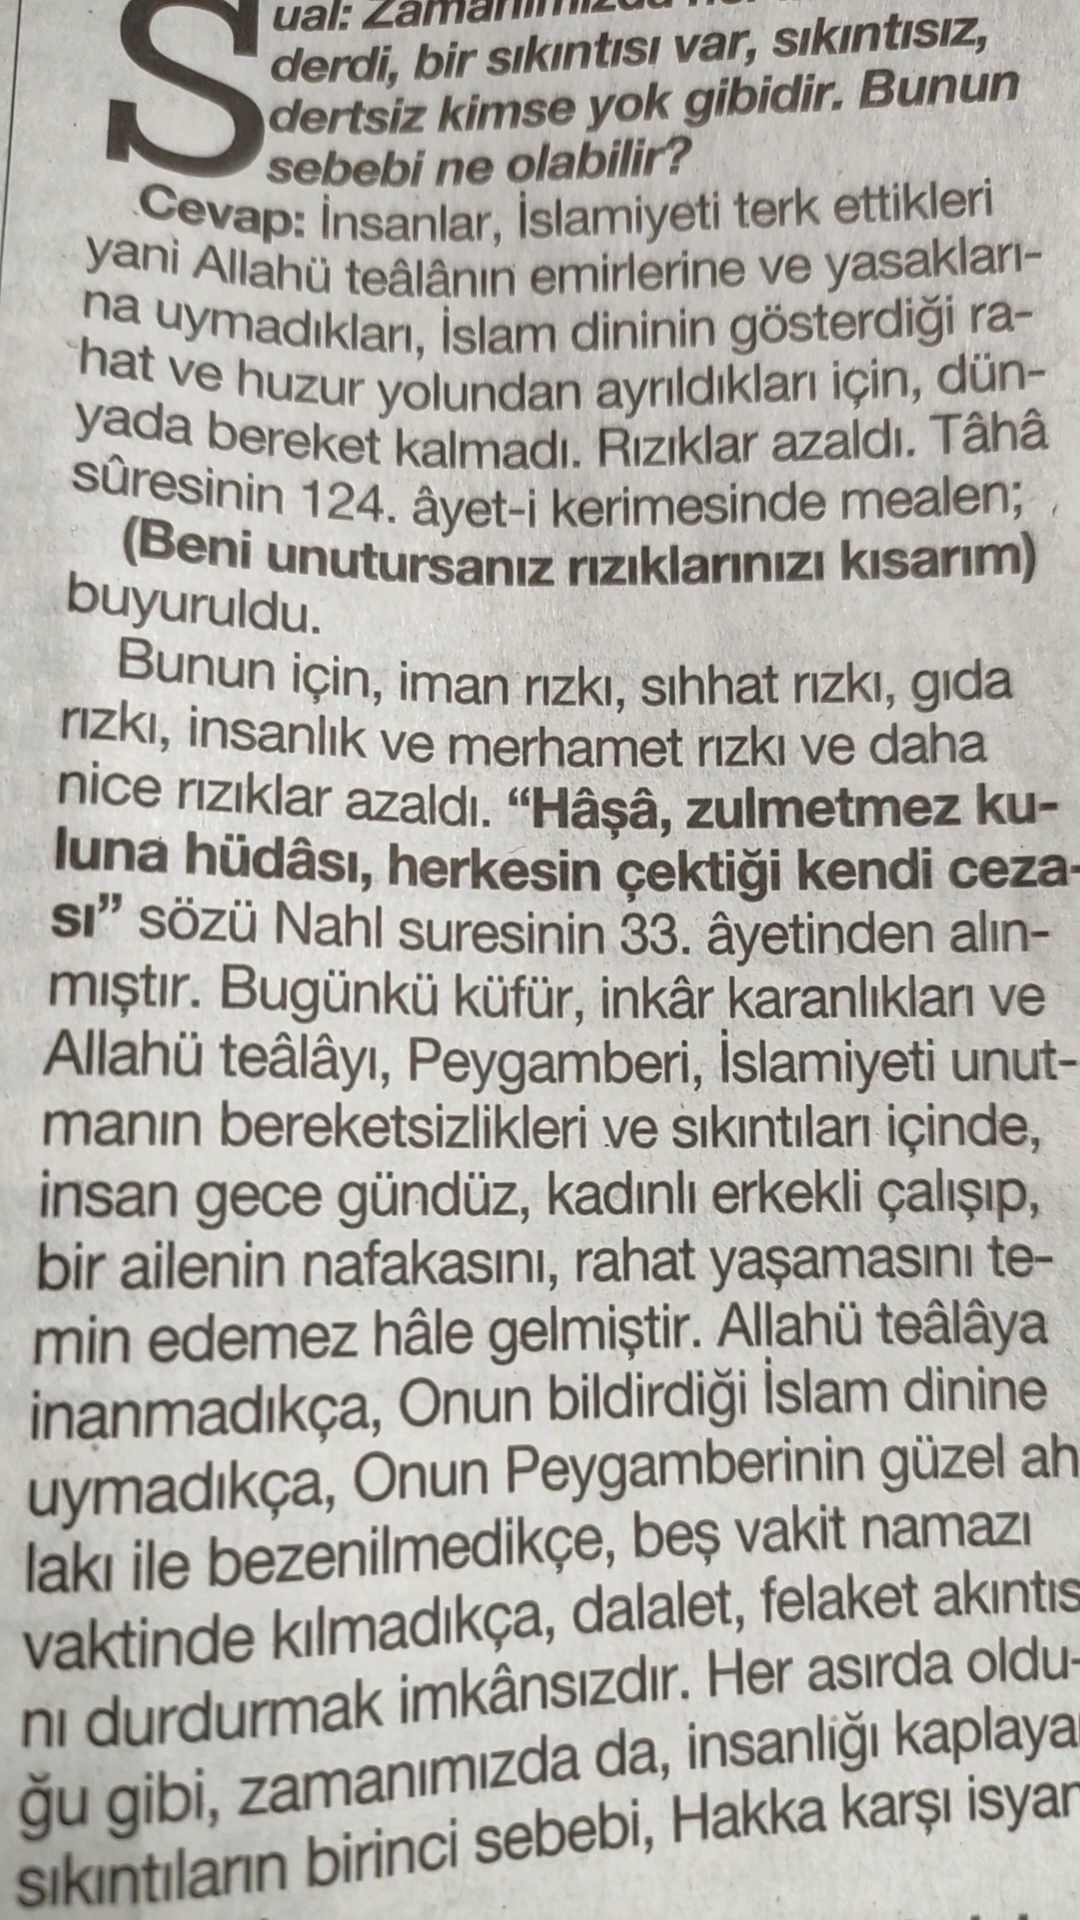 Sual: Zamanımızda
derdi, bir sıkıntısı var, sıkıntısız,
dertsiz kimse yok gibidir. Bunun
sebebi ne olabilir?
Cevap: İnsanlar, İslamiyeti terk ettikleri
yani Allahü teâlânın emirlerine ve yasakları-
na uymadıkları, İslam dininin gösterdiği ra-
hat ve huzur yolundan ayrıldıkları için, dün-
yada bereket kalmadı. Rızıklar azaldı. Tâhâ
sûresinin 124. âyet-i kerimesinde mealen;
(Beni unutursanız rızıklarınızı kısarım)
buyuruldu.
Bunun için, iman rızkı, sıhhat rızkı, gıda
rızkı, insanlık ve merhamet rızkı ve daha
nice rızıklar azaldı. “Hâşâ, zulmetmez ku-
luna hüdâsı, herkesin çektiği kendi ceza-
sı” sözü Nahl suresinin 33. âyetinden alın-
mıştır. Bugünkü küfür, inkâr karanlıkları ve
Allahü teâlâyı, Peygamberi, İslamiyeti unut-
manın bereketsizlikleri ve sıkıntıları içinde,
insan gece gündüz, kadınlı erkekli çalışıp,
bir ailenin nafakasını, rahat yaşamasını te-
min edemez hâle gelmiştir. Allahü teâlâya
inanmadıkça, Onun bildirdiği İslam dinine
uymadıkça, Onun Peygamberinin güzel ah
lakı ile bezenilmedikçe, beş vakit namazı
vaktinde kılmadıkça, dalalet, felaket akıntıs
nı durdurmak imkânsızdır. Her asırda oldu-
ğu gibi, zamanımızda da, insanlığı kaplaya
sıkıntıların birinci sebebi, Hakka karşı isyan